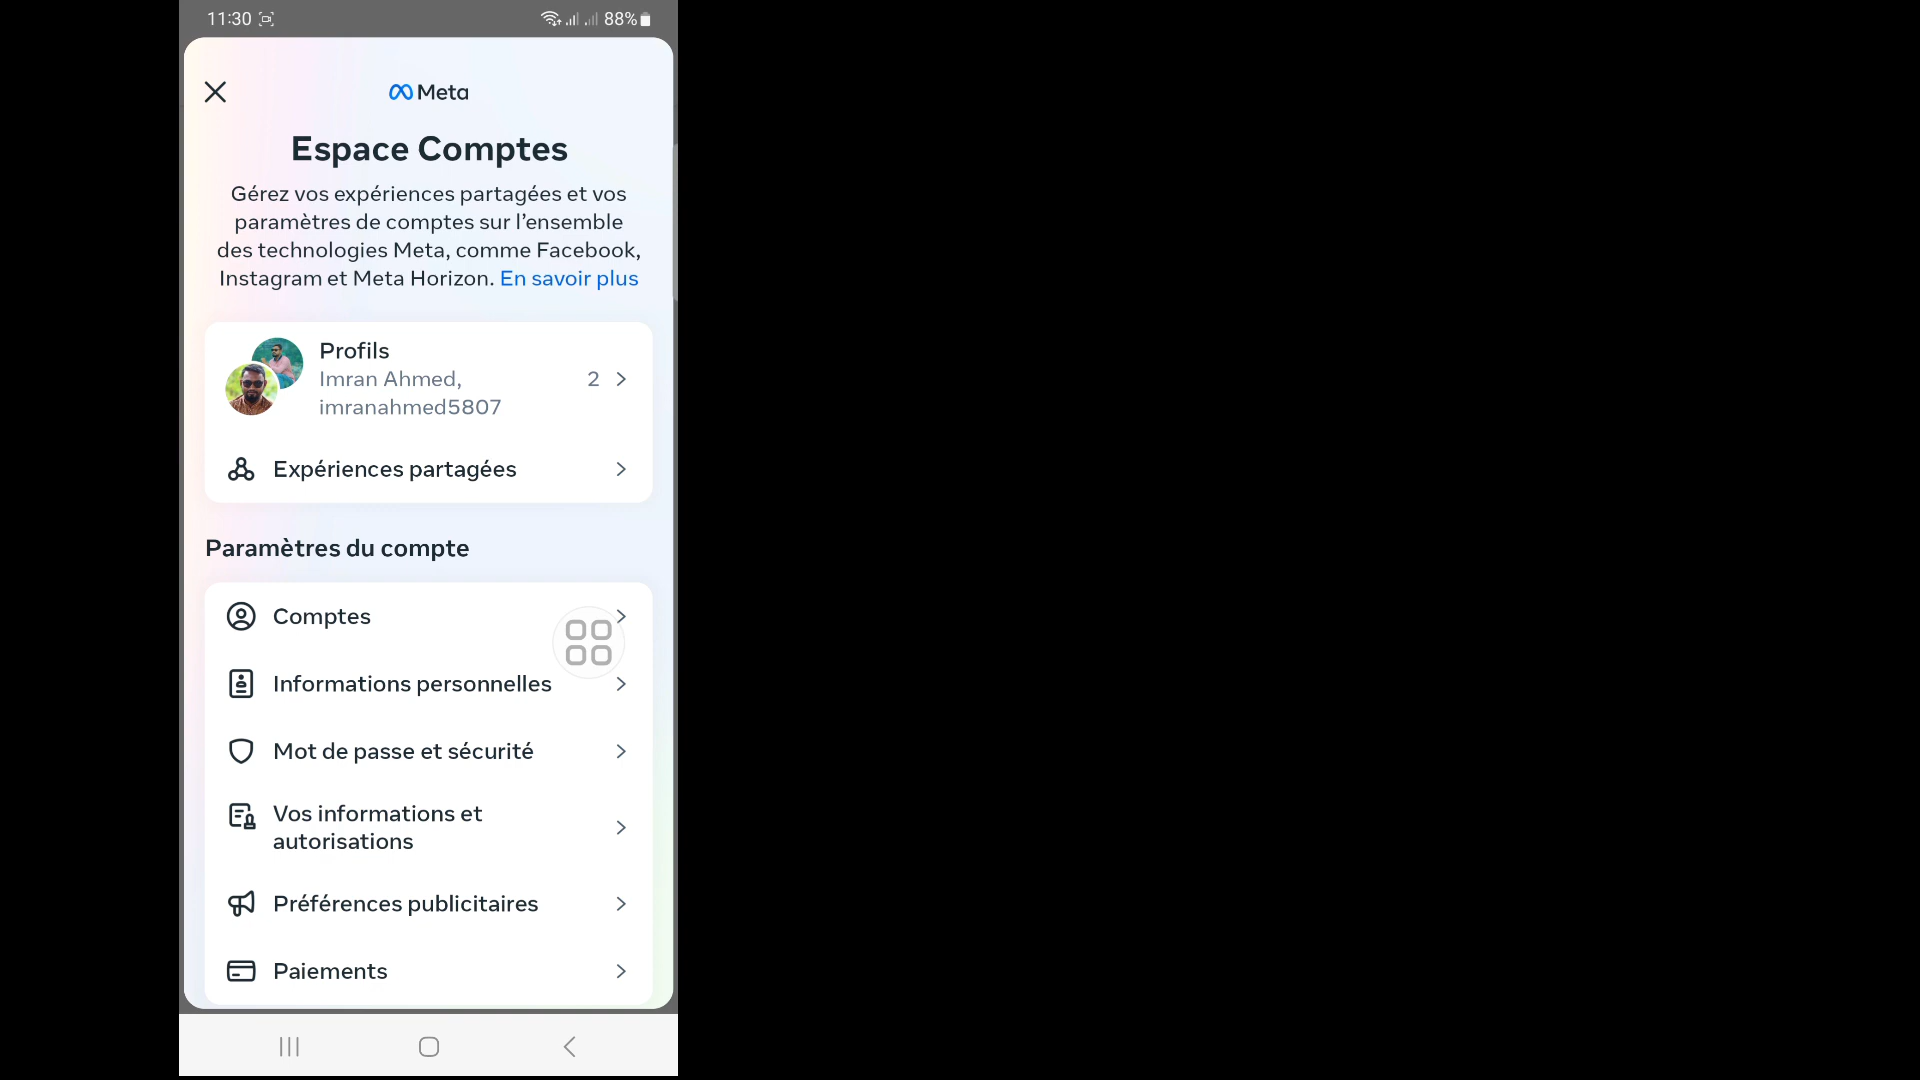 11:30
88%
Meta
Espace Comptes
Gérez vos expériences partagées et vos
paramètres de comptes sur l’ensemble
des technologies Meta, comme Facebook,
Instagram et Meta Horizon. En savoir plus
Profils
Imran Ahmed,
imranahmed5807
2
Expériences partagées
Paramètres du compte
Comptes
Informations personnelles
Mot de passe et sécurité
Vos informations et
autorisations
Préférences publicitaires
Paiements